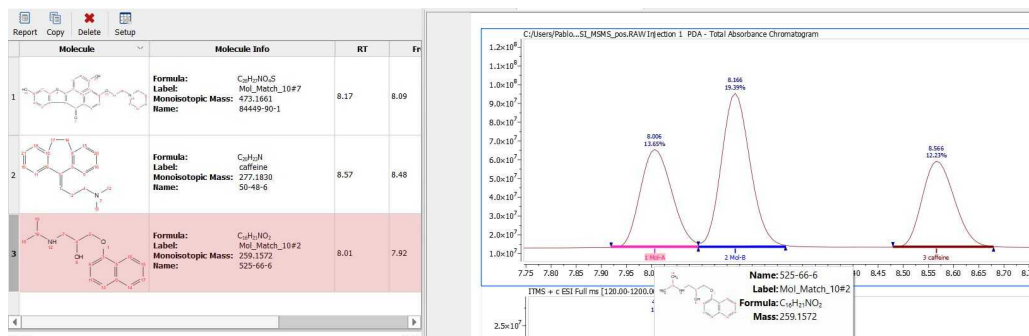 Report Copy Delete Setup
Molecule Molecule Info RT Fr
1
Formula: C₂₈H₂₇NO₄S
Label: Mol_Match_10#7
Monoisotopic Mass: 473.1661
Name: 84449-90-1
8.17 8.09
2
Formula: C₂₀H₂₃N
Label: caffeine
Monoisotopic Mass: 277.1830
Name: 50-48-6
8.57 8.48
3
Formula: C₁₆H₂₁NO₂
Label: Mol_Match_10#2
Monoisotopic Mass: 259.1572
Name: 525-66-6
8.01 7.92
C:/Users/Pablo...SI_MSMS_pos.RAW Injection 1 PDA - Total Absorbance Chromatogram
1.2×10⁸
1.1×10⁸
1.0×10⁸
9.0×10⁷
8.0×10⁷
7.0×10⁷
6.0×10⁷
5.0×10⁷
4.0×10⁷
3.0×10⁷
2.0×10⁷
1.0×10⁷
8.006
13.65%
8.166
19.39%
8.566
12.23%
1 Mol-A 2 Mol-B 3 caffeine
7.75 7.80 7.85 7.90 7.95 8.40 8.45 8.50 8.55 8.60 8.65 8.70
ITMS + c ESI Full ms [120.00-1200.0
2.5×10⁷
Name: 525-66-6
Label: Mol_Match_10#2
Formula: C₁₆H₂₁NO₂
Mass: 259.1572